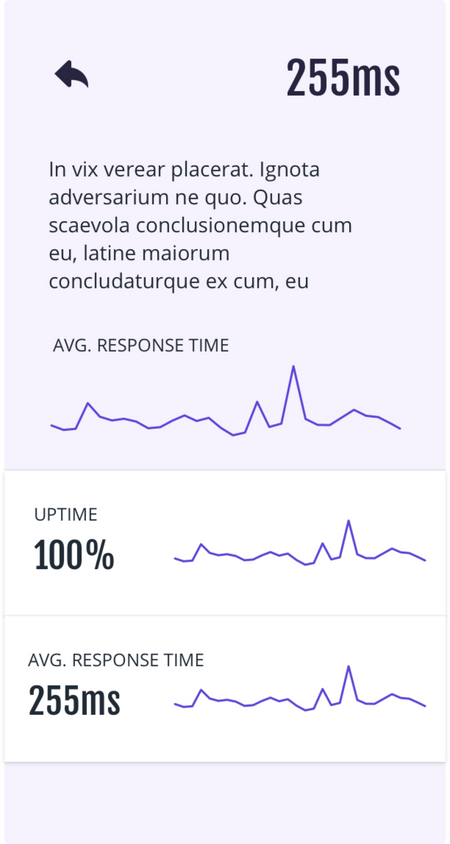 255ms
In vix verear placerat. Ignota
adversarium ne quo. Quas
scaevola conclusionemque cum
eu, latine maiorum
concludaturque ex cum, eu
AVG. RESPONSE TIME
UPTIME
100%
AVG. RESPONSE TIME
255ms